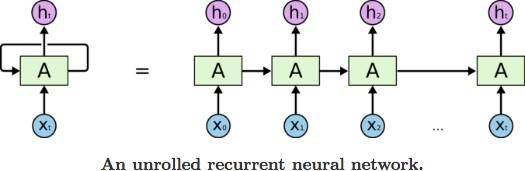 hₜ h₀ h₁ h₂ hₜ
A = A A A A
xₜ x₀ x₁ x₂ ... xₜ
An unrolled recurrent neural network.